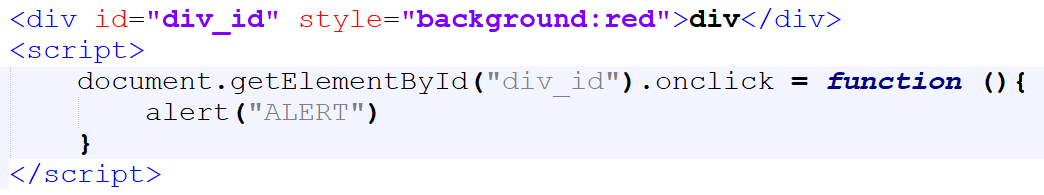 <div id="div_id" style="background:red">div</div>
<script>
document.getElementById("div_id").onclick = function (){
alert("ALERT")
}
</script>